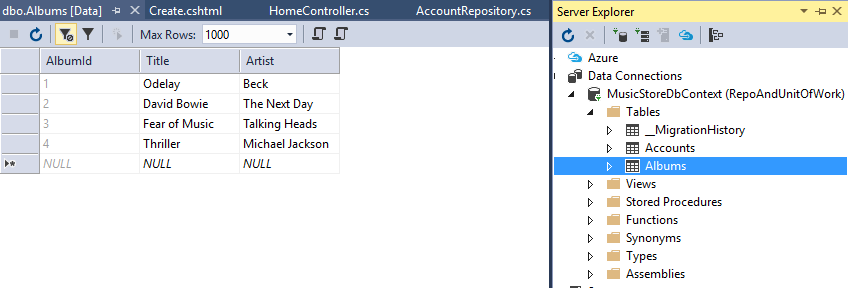 dbo.Albums [Data] Create.cshtml HomeController.cs AccountRepository.cs
Max Rows: 1000
AlbumId Title Artist
1 Odelay Beck
2 David Bowie The Next Day
3 Fear of Music Talking Heads
4 Thriller Michael Jackson
NULL NULL NULL
Server Explorer
Azure
Data Connections
MusicStoreDbContext (RepoAndUnitOfWork)
Tables
__MigrationHistory
Accounts
Albums
Views
Stored Procedures
Functions
Synonyms
Types
Assemblies